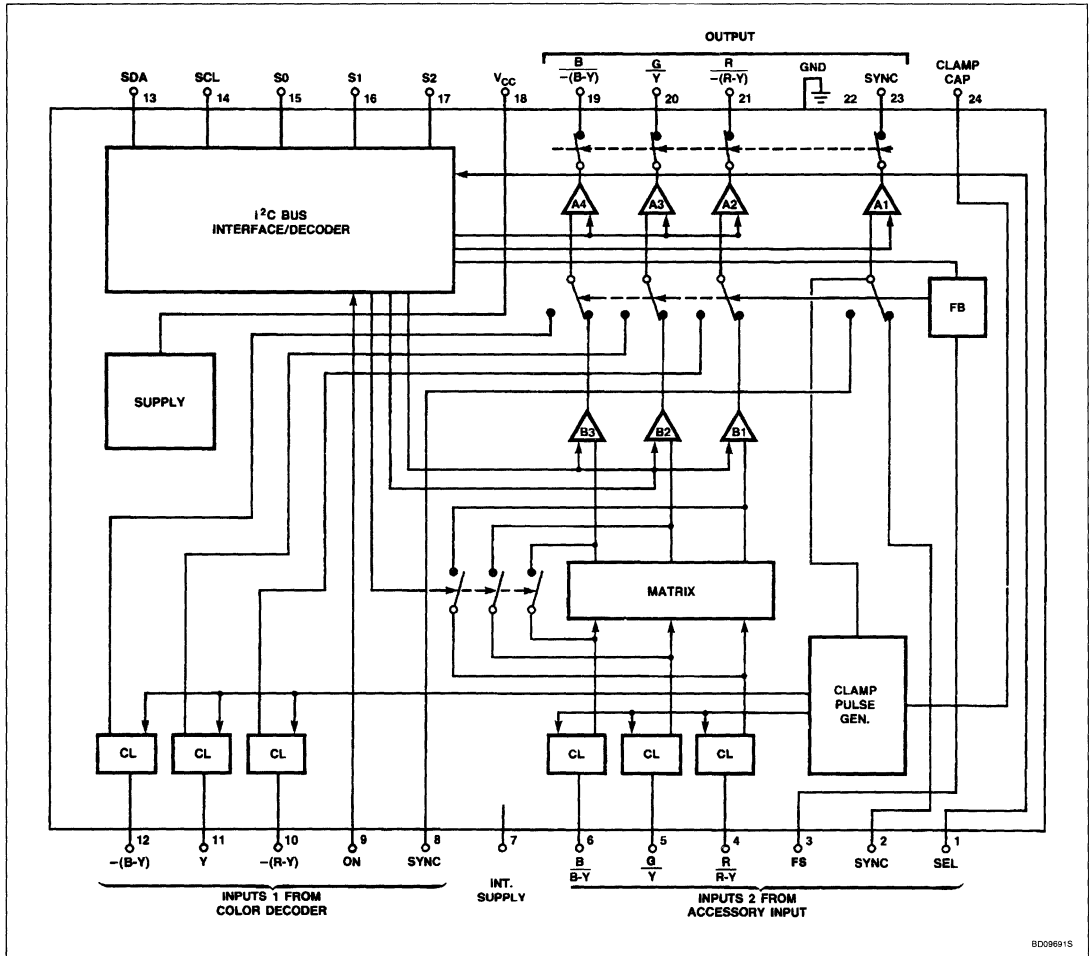 OUTPUT
B
-(B-Y)
G
Y
R
-(R-Y)
GND
SYNC
CLAMP
CAP
SDA
SCL
S0
S1
S2
VCC
13
14
15
16
17
18
19
20
21
22
23
24
I²C BUS
INTERFACE/DECODER
A4
A3
A2
A1
FB
SUPPLY
B3
B2
B1
MATRIX
CLAMP
PULSE
GEN.
CL
CL
CL
CL
CL
CL
12
11
10
9
8
7
6
5
4
3
2
1
-(B-Y)
Y
-(R-Y)
ON
SYNC
INT.
SUPPLY
B
B-Y
G
Y
R
R-Y
FS
SYNC
SEL
INPUTS 1 FROM
COLOR DECODER
INPUTS 2 FROM
ACCESSORY INPUT
BD09691S